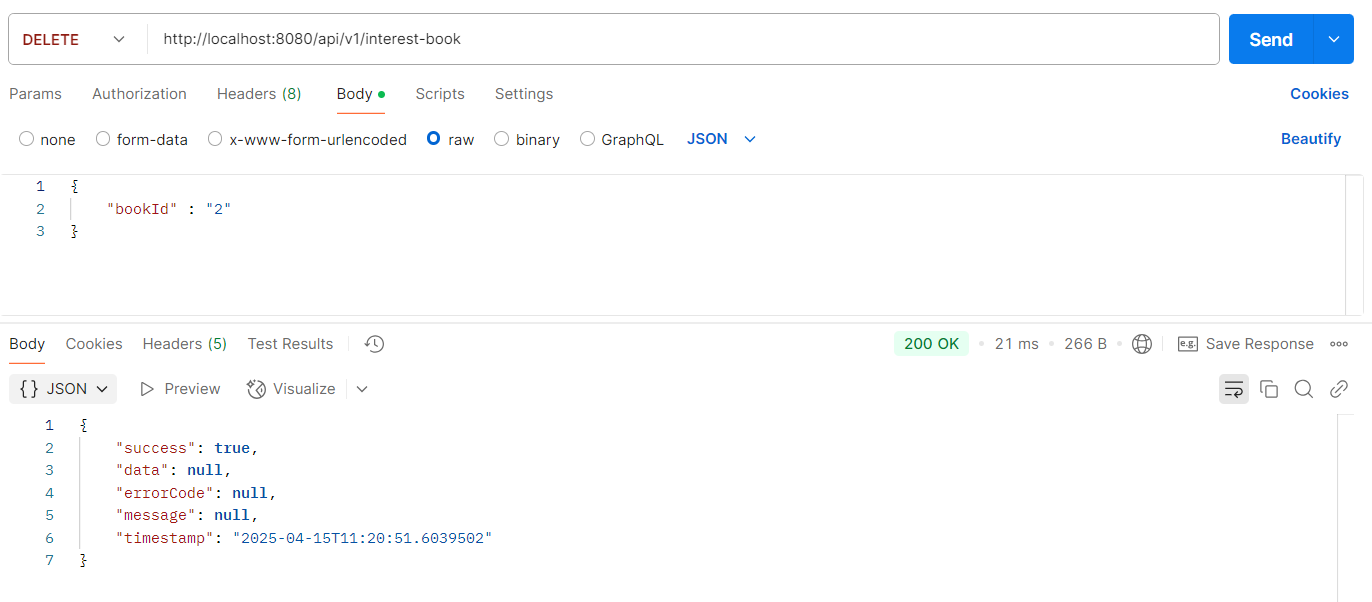 DELETE http://localhost:8080/api/v1/interest-book Send
Params Authorization Headers (8) Body Scripts Settings Cookies
none form-data x-www-form-urlencoded raw binary GraphQL JSON Beautify
1 {
2 "bookId" : "2"
3 }
Body Cookies Headers (5) Test Results 200 OK • 21 ms • 266 B • e.g. Save Response
{} JSON Preview Visualize
1 {
2 "success": true,
3 "data": null,
4 "errorCode": null,
5 "message": null,
6 "timestamp": "2025-04-15T11:20:51.6039502"
7 }